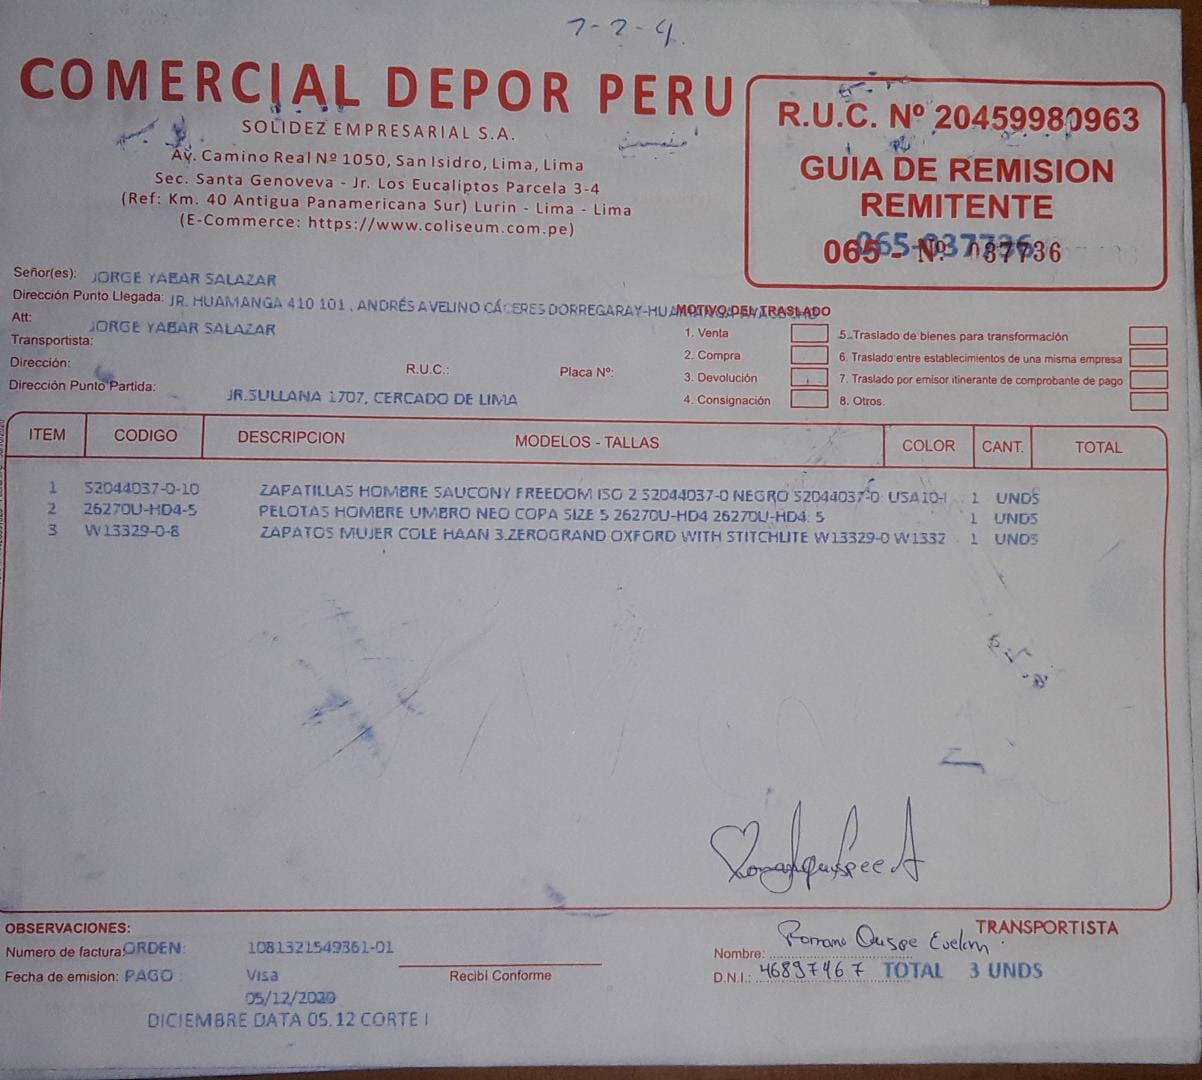 7-7-4.
COMERCIAL DEPOR PERU
SOLIDEZ EMPRESARIAL S.A.
Av. Camino Real Nº 1050, San Isidro, Lima, Lima
Sec. Santa Genoveva - Jr. Los Eucaliptos Parcela 3-4
(Ref: Km. 40 Antigua Panamericana Sur) Lurin - Lima - Lima
(E-Commerce: https://www.coliseum.com.pe)
R.U.C. Nº 20459980963
GUIA DE REMISION
REMITENTE
065 - Nº 037736
065-037736
Señor(es): JORGE YABAR SALAZAR
Dirección Punto Llegada: JR. HUAMANGA 410 101 , ANDRÉS AVELINO CÁCERES DORREGARAY-HUAMANGA-AYACUCHO
Att: JORGE YABAR SALAZAR
Transportista:
Dirección: R.U.C.: Placa Nº:
Dirección Punto Partida: JR.SULLANA 1707, CERCADO DE LIMA
MOTIVO DEL TRASLADO
1. Venta
2. Compra
3. Devolución
4. Consignación
5. Traslado de bienes para transformación
6. Traslado entre establecimientos de una misma empresa
7. Traslado por emisor itinerante de comprobante de pago
8. Otros.
ITEM CODIGO DESCRIPCION MODELOS - TALLAS COLOR CANT. TOTAL
1 S2044037-0-10 ZAPATILLAS HOMBRE SAUCONY FREEDOM ISO 2 S2044037-0 NEGRO S2044037-0: USA10-I 1 UNDS
2 26270U-HD4-5 PELOTAS HOMBRE UMBRO NEO COPA SIZE 5 26270U-HD4 26270U-HD4: 5 1 UNDS
3 W13329-0-8 ZAPATOS MUJER COLE HAAN 3.ZEROGRAND OXFORD WITH STITCHLITE W13329-0 W1332 1 UNDS
OBSERVACIONES:
Numero de factura: ORDEN: 1081321549361-01
Fecha de emision: PAGO : Visa
05/12/2020
DICIEMBRE DATA 05.12 CORTE I
Recibí Conforme
TRANSPORTISTA
Nombre: Romano Quispe Evelyn
D.N.I.: 46897467 TOTAL 3 UNDS